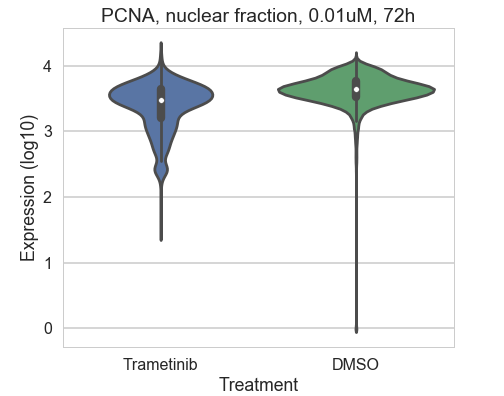 PCNA, nuclear fraction, 0.01uM, 72h
Expression (log10)
4
3
2
1
0
Trametinib DMSO
Treatment